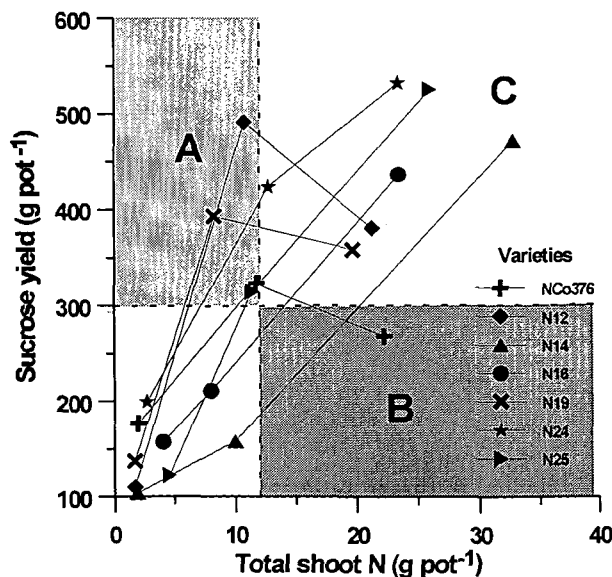 600
500
400
300
200
100
Sucrose yield (g pot-1)
A
C
B
Varieties
NCo376
N12
N14
N16
N19
N24
N25
0
10
20
30
40
Total shoot N (g pot-1)